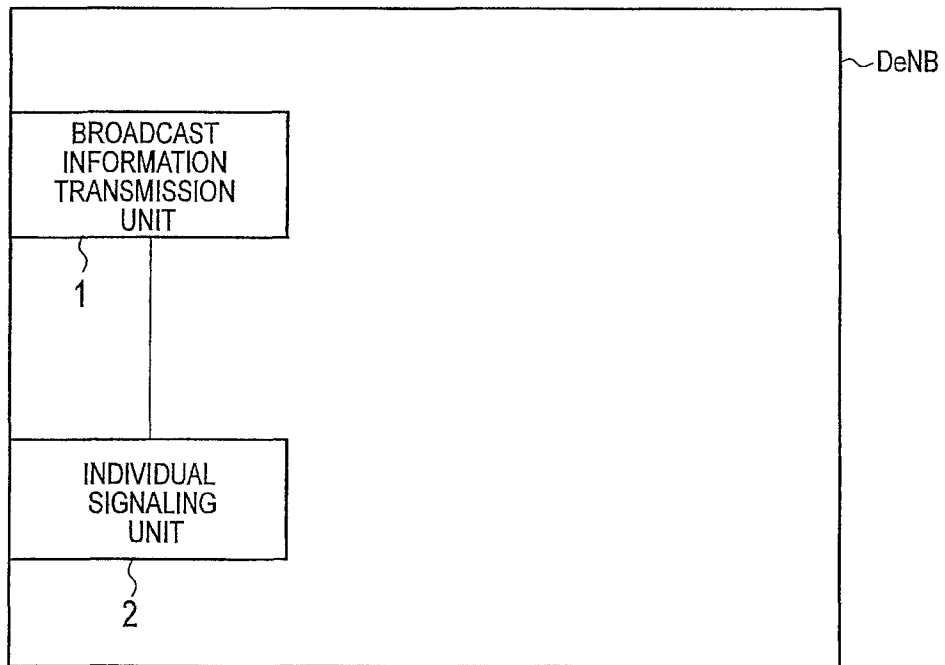 DeNB
BROADCAST
INFORMATION
TRANSMISSION
UNIT
1
INDIVIDUAL
SIGNALING
UNIT
2